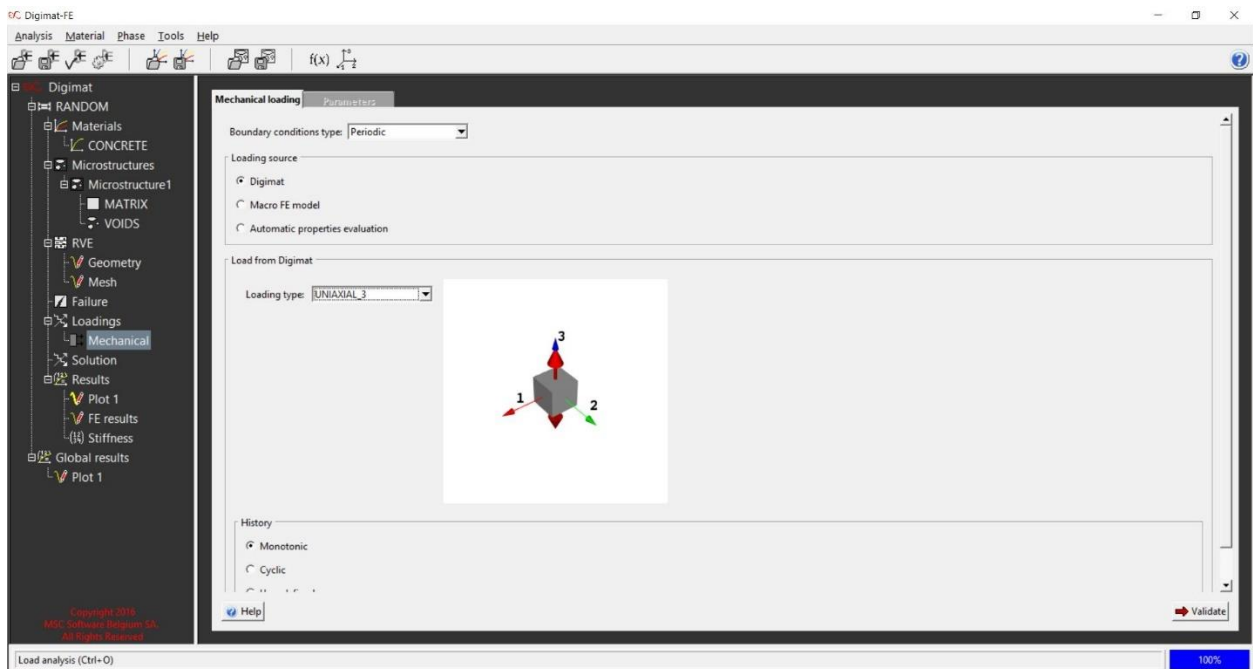 Digimat-FE
Analysis Material Phase Tools Help
f(x)
Digimat
RANDOM
Materials
CONCRETE
Microstructures
Microstructure1
MATRIX
VOIDS
RVE
Geometry
Mesh
Failure
Loadings
Mechanical
Solution
Results
Plot 1
FE results
Stiffness
Global results
Plot 1
Copyright 2016
MSC Software Belgium SA.
All Rights Reserved
Mechanical loading Parameters
Boundary conditions type: Periodic
Loading source
Digimat
Macro FE model
Automatic properties evaluation
Load from Digimat
Loading type: UNIAXIAL_3
3
1
2
History
Monotonic
Cyclic
Help
Validate
Load analysis (Ctrl+O)
100%